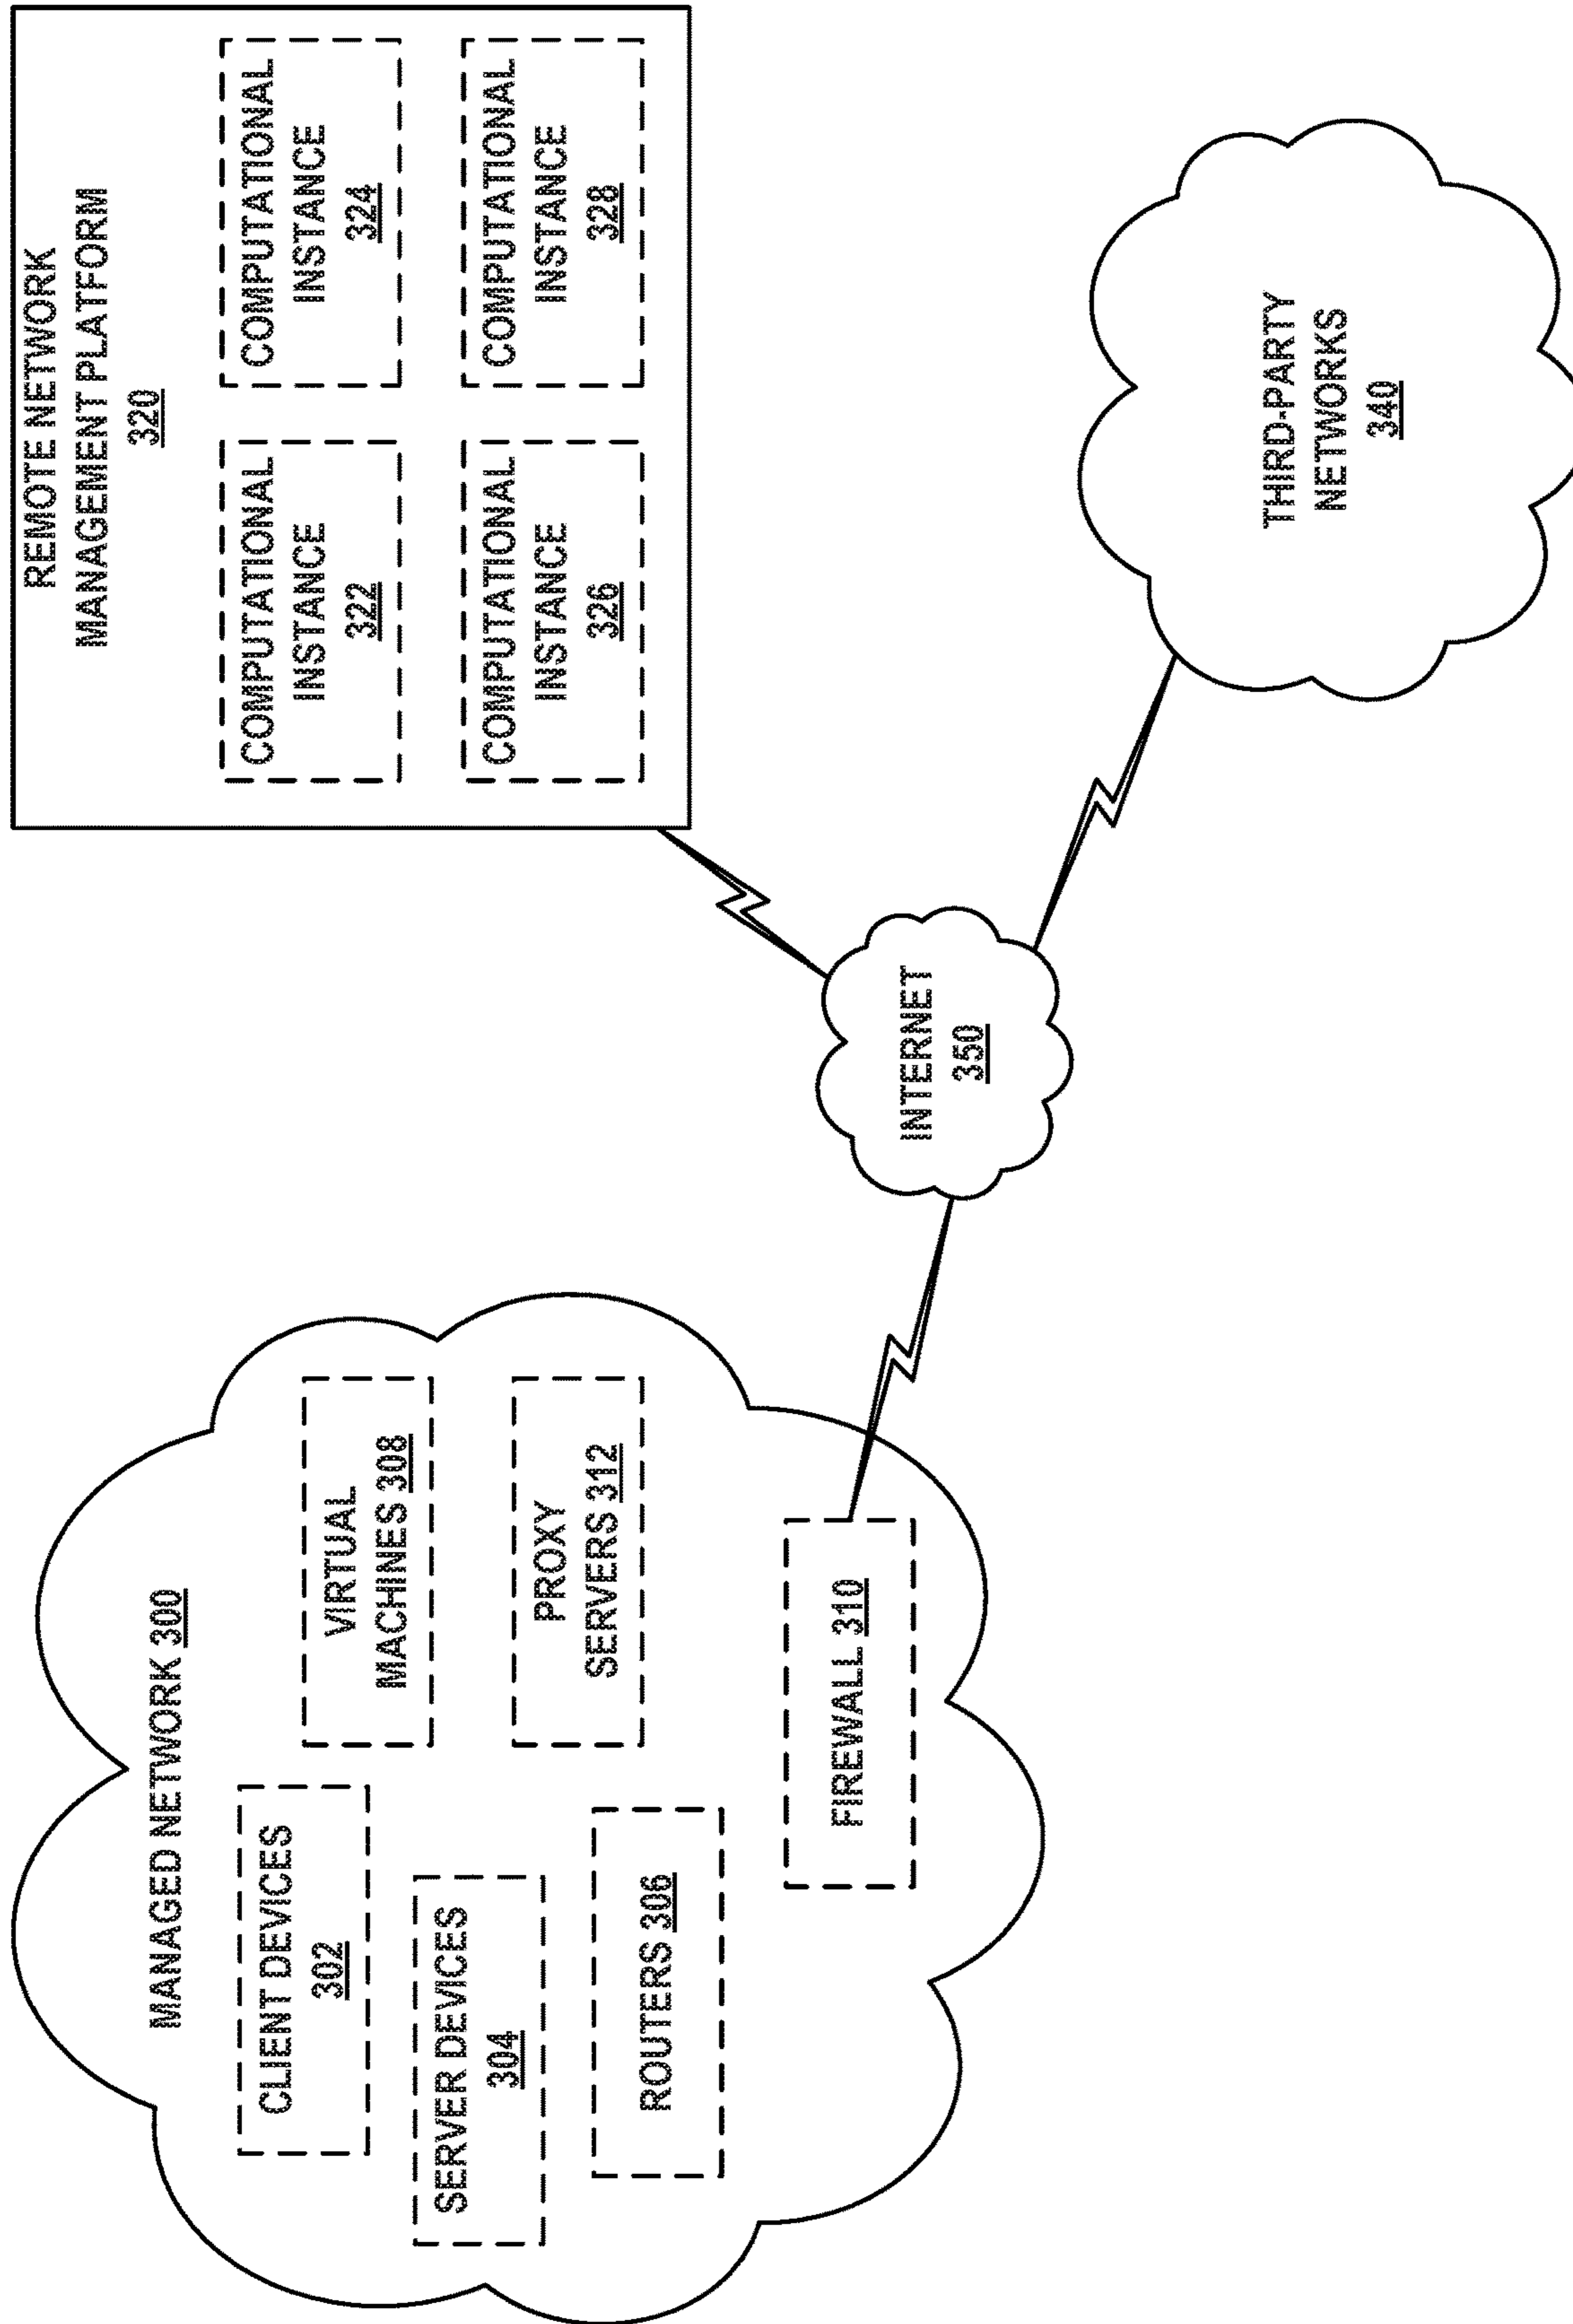 MANAGED NETWORK 300
CLIENT DEVICES
302
VIRTUAL
MACHINES 308
SERVER DEVICES
304
PROXY
SERVERS 312
ROUTERS 306
FIREWALL 310
INTERNET
350
REMOTE NETWORK
MANAGEMENT PLATFORM
320
COMPUTATIONAL
INSTANCE
322
COMPUTATIONAL
INSTANCE
324
COMPUTATIONAL
INSTANCE
326
COMPUTATIONAL
INSTANCE
328
THIRD-PARTY
NETWORKS
340